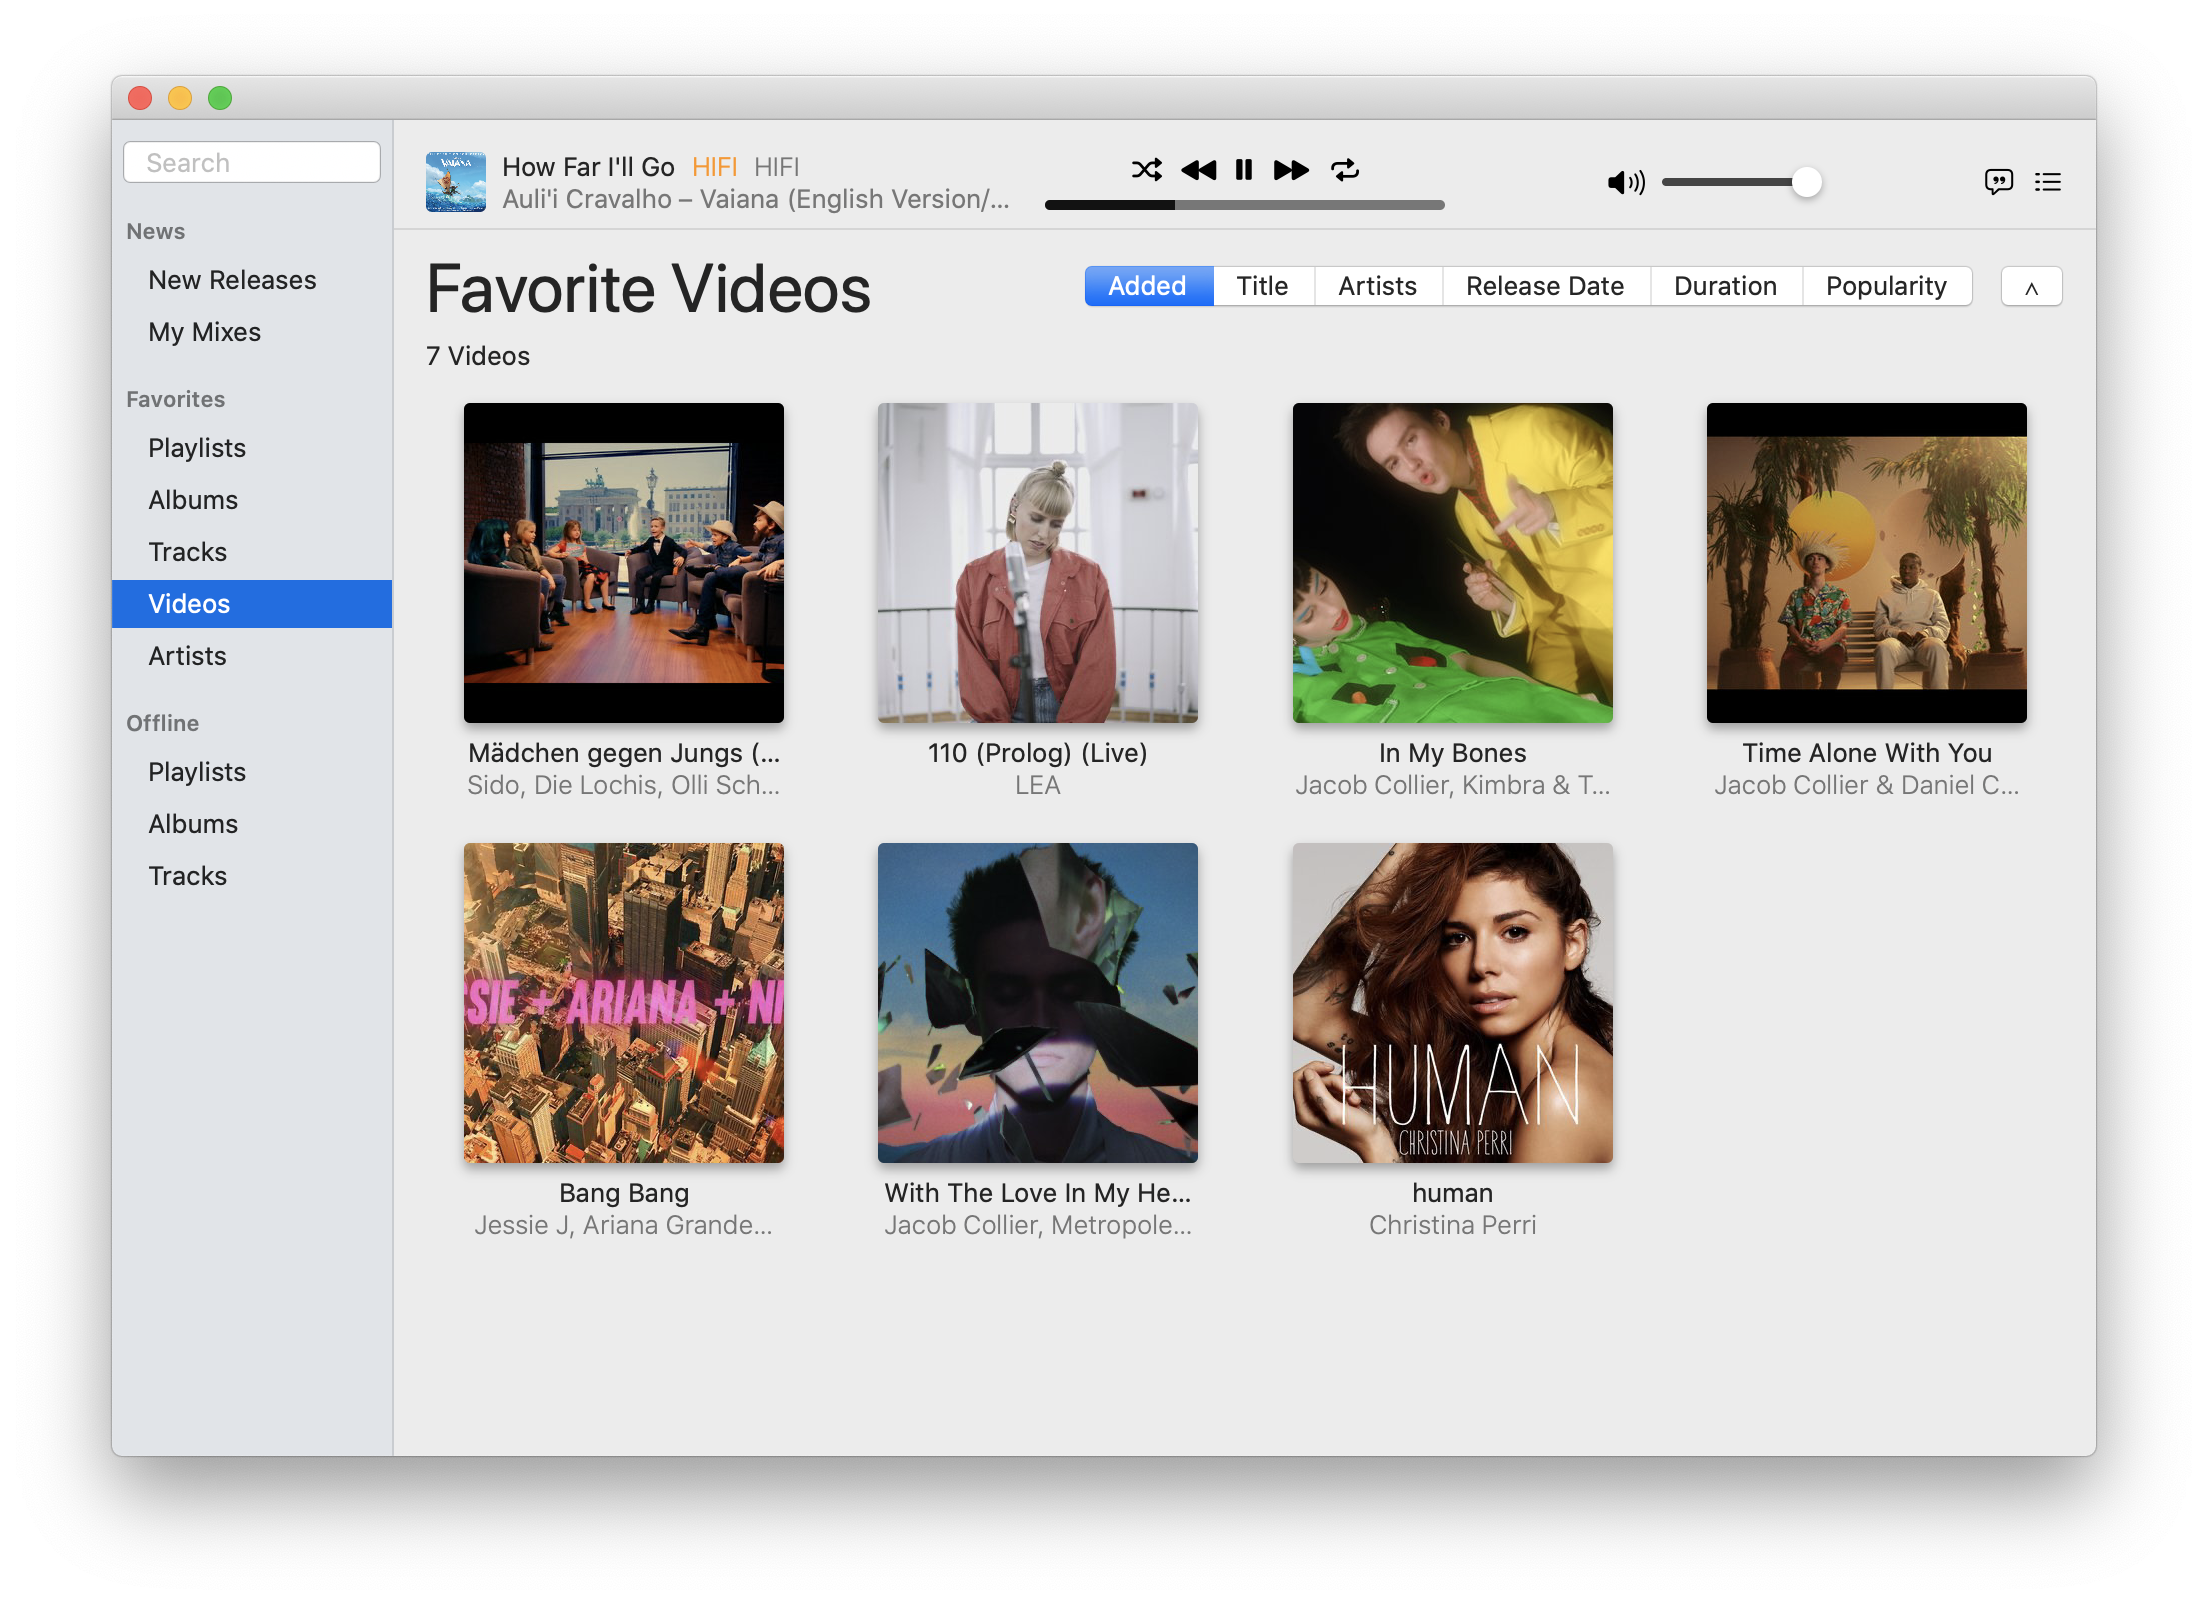 Search
News
New Releases
My Mixes
Favorites
Playlists
Albums
Tracks
Videos
Artists
Offline
Playlists
Albums
Tracks
VAIANA
How Far I'll Go HIFI HIFI
Auli'i Cravalho – Vaiana (English Version/...
Favorite Videos
Added Title Artists Release Date Duration Popularity
7 Videos
Mädchen gegen Jungs (...
Sido, Die Lochis, Olli Sch...
110 (Prolog) (Live)
LEA
In My Bones
Jacob Collier, Kimbra & T...
Time Alone With You
Jacob Collier & Daniel C...
SSIE + ARIANA + NI
Bang Bang
Jessie J, Ariana Grande...
With The Love In My He...
Jacob Collier, Metropole...
HUMAN
CHRISTINA PERRI
human
Christina Perri